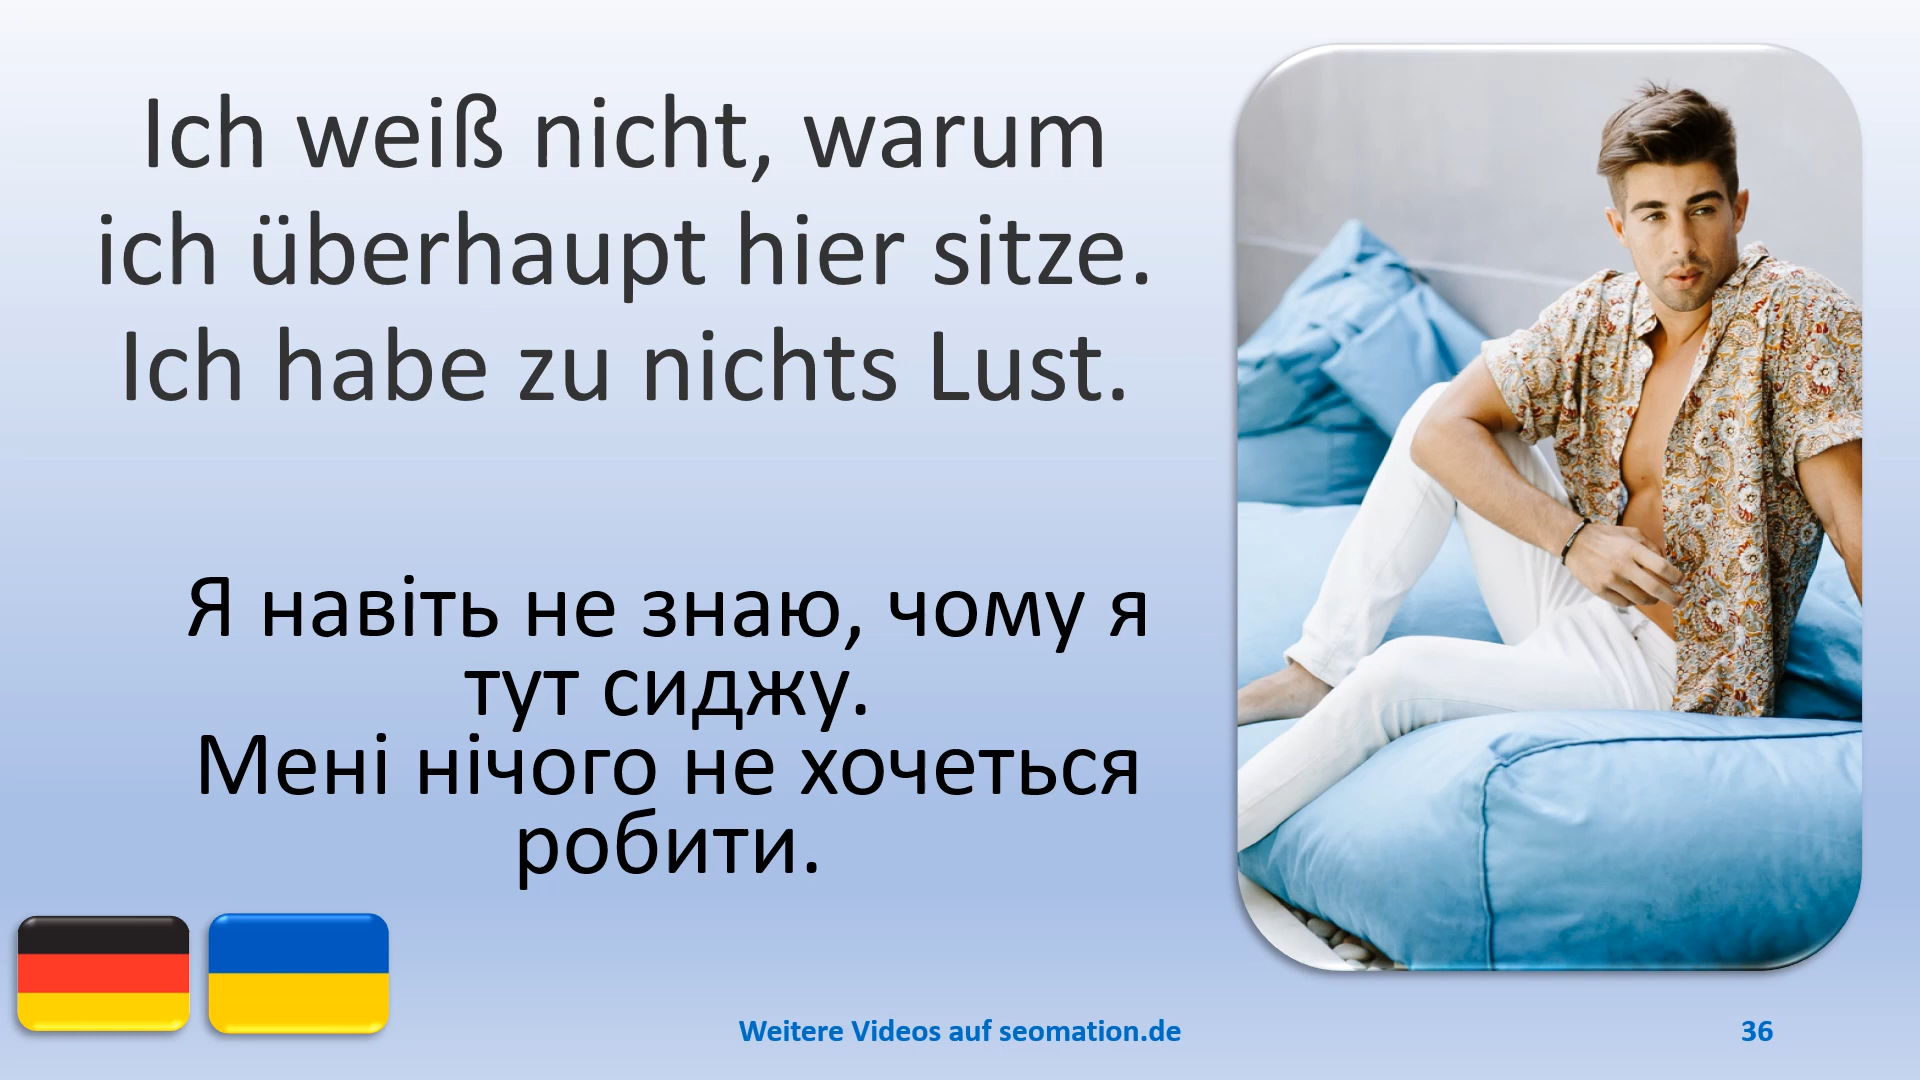 Ich weiß nicht, warum
ich überhaupt hier sitze.
Ich habe zu nichts Lust.
Я навіть не знаю, чому я
тут сиджу.
Мені нічого не хочеться
робити.
Weitere Videos auf seomation.de
36